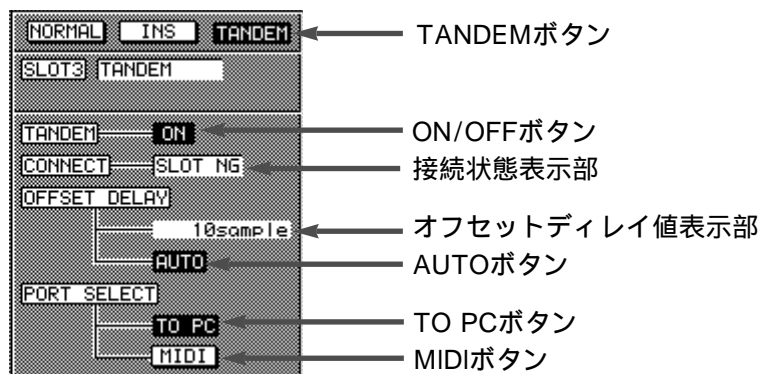 NORMAL INS TANDEM TANDEMボタン
SLOT3 TANDEM
TANDEM ON ON/OFFボタン
CONNECT SLOT NG 接続状態表示部
OFFSET DELAY
10sample オフセットディレイ値表示部
AUTO AUTOボタン
PORT SELECT
TO PC TO PCボタン
MIDI MIDIボタン